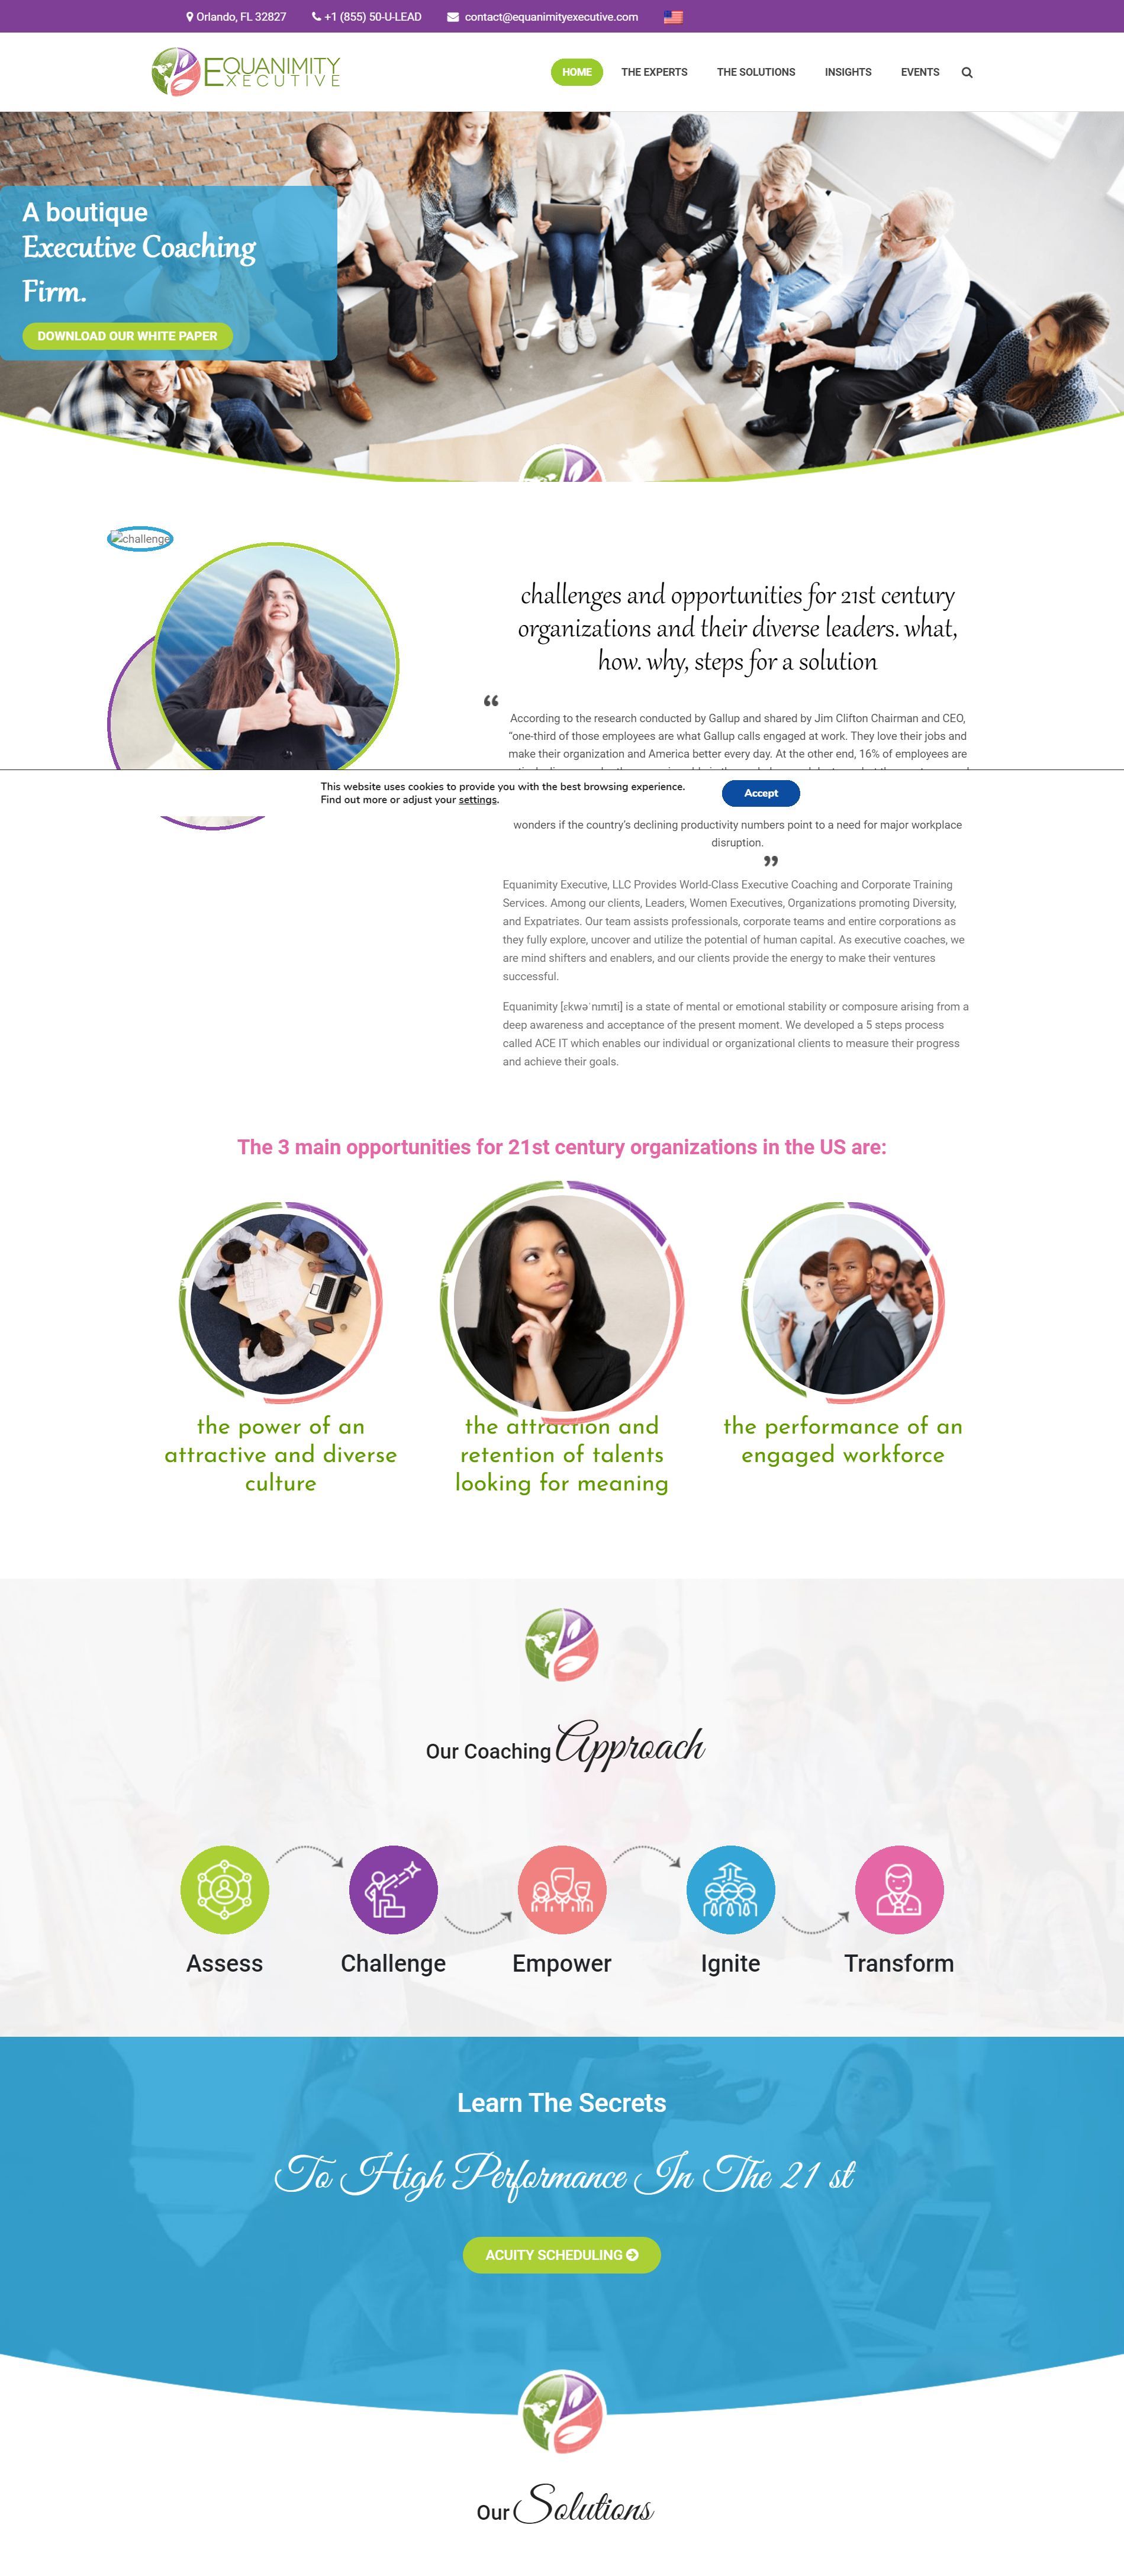 Orlando, FL 32827
+1 (855) 50-U-LEAD
contact@equanimityexecutive.com
EQUANIMITY
EXECUTIVE
HOME
THE EXPERTS
THE SOLUTIONS
INSIGHTS
EVENTS
A boutique
Executive Coaching
Firm.
DOWNLOAD OUR WHITE PAPER
challenge
challenges and opportunities for 21st century
organizations and their diverse leaders. what,
how. why, steps for a solution
“
According to the research conducted by Gallup and shared by Jim Clifton Chairman and CEO,
“one-third of those employees are what Gallup calls engaged at work. They love their jobs and
make their organization and America better every day. At the other end, 16% of employees are
This website uses cookies to provide you with the best browsing experience.
Find out more or adjust your settings.
Accept
wonders if the country's declining productivity numbers point to a need for major workplace
disruption.
”
Equanimity Executive, LLC Provides World-Class Executive Coaching and Corporate Training
Services. Among our clients, Leaders, Women Executives, Organizations promoting Diversity,
and Expatriates. Our team assists professionals, corporate teams and entire corporations as
they fully explore, uncover and utilize the potential of human capital. As executive coaches, we
are mind shifters and enablers, and our clients provide the energy to make their ventures
successful.
Equanimity [ɛkwəˈnɪmɪti] is a state of mental or emotional stability or composure arising from a
deep awareness and acceptance of the present moment. We developed a 5 steps process
called ACE IT which enables our individual or organizational clients to measure their progress
and achieve their goals.
The 3 main opportunities for 21st century organizations in the US are:
the power of an
attractive and diverse
culture
the attraction and
retention of talents
looking for meaning
the performance of an
engaged workforce
Our Coaching Approach
Assess
Challenge
Empower
Ignite
Transform
Learn The Secrets
To High Performance In The 21 st
ACUITY SCHEDULING
Our Solutions